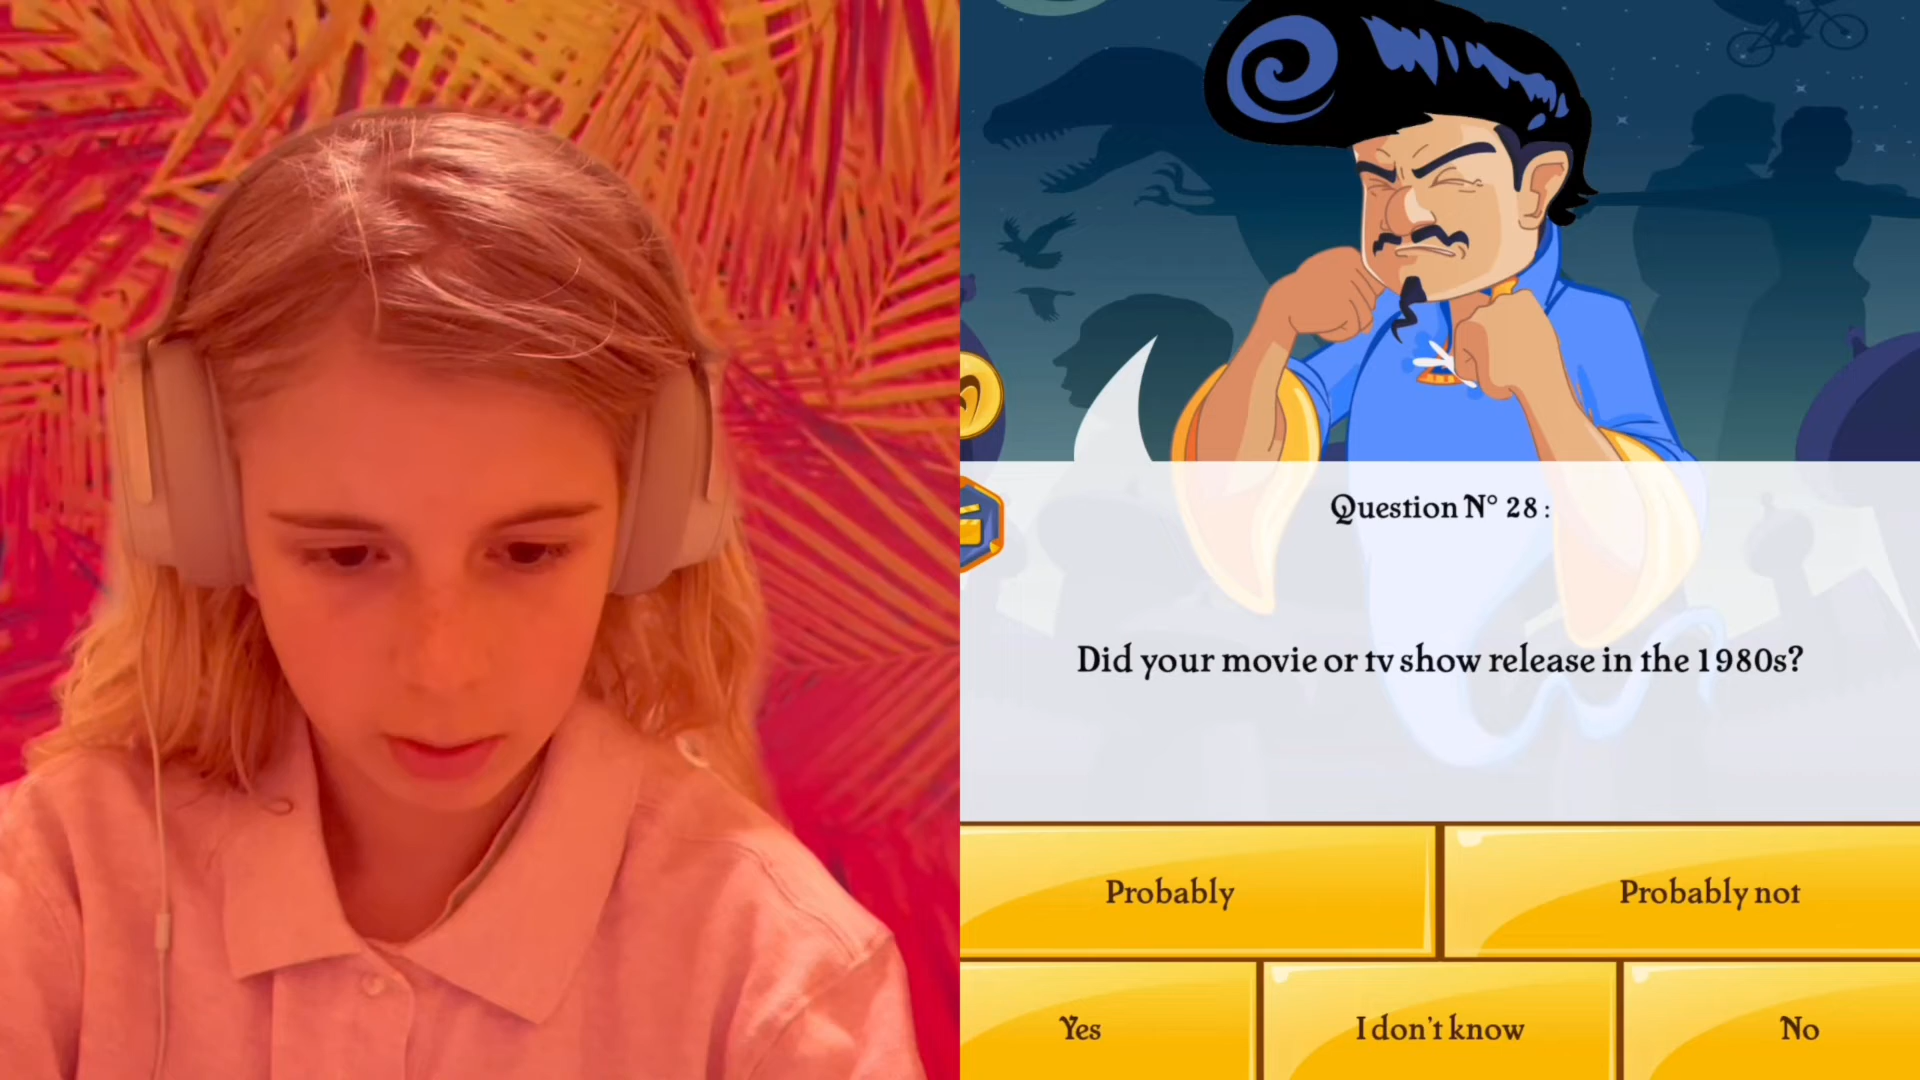 Question N° 28 :
Did your movie or tv show release in the 1980s?
Probably
Probably not
Yes
I don't know
No